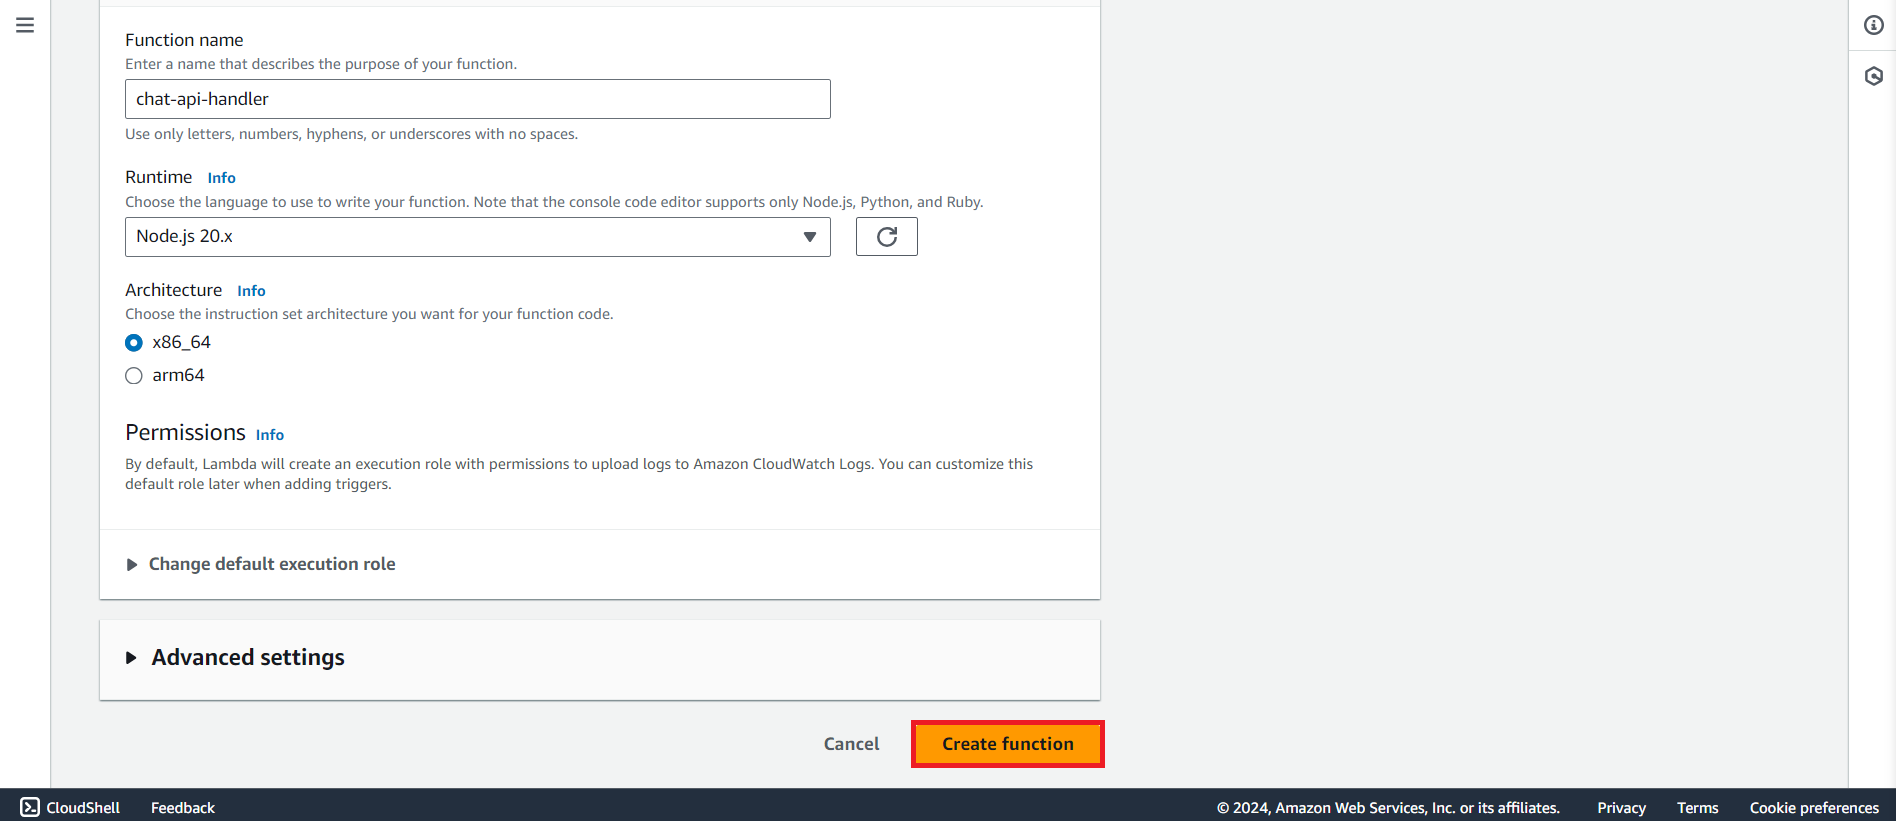 Function name
Enter a name that describes the purpose of your function.
chat-api-handler
Use only letters, numbers, hyphens, or underscores with no spaces.
Runtime Info
Choose the language to use to write your function. Note that the console code editor supports only Node.js, Python, and Ruby.
Node.js 20.x
Architecture Info
Choose the instruction set architecture you want for your function code.
x86_64
arm64
Permissions Info
By default, Lambda will create an execution role with permissions to upload logs to Amazon CloudWatch Logs. You can customize this
default role later when adding triggers.
Change default execution role
Advanced settings
Cancel Create function
CloudShell Feedback © 2024, Amazon Web Services, Inc. or its affiliates. Privacy Terms Cookie preferences